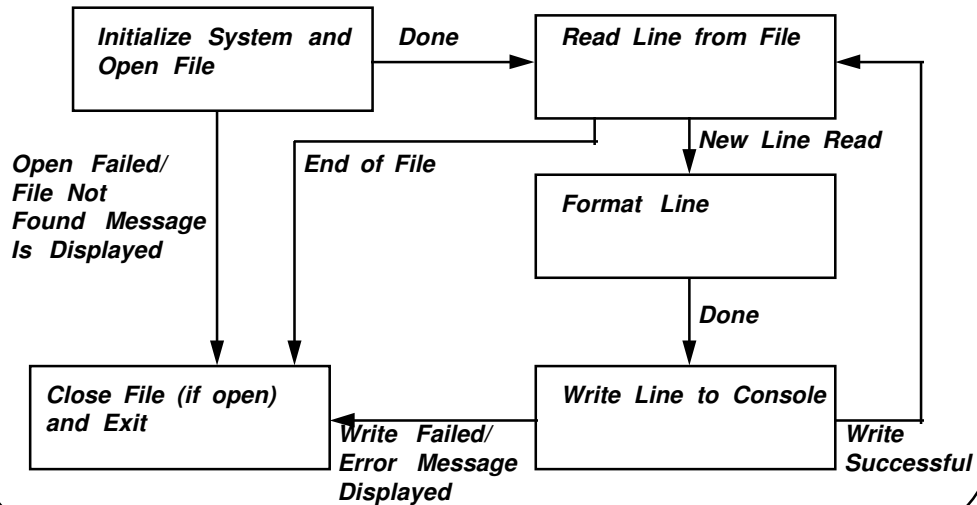 Initialize System and
Open File
Done
Read Line from File
Open Failed/
File Not
Found Message
Is Displayed
End of File
New Line Read
Format Line
Done
Close File (if open)
and Exit
Write Failed/
Error Message
Displayed
Write Line to Console
Write
Successful